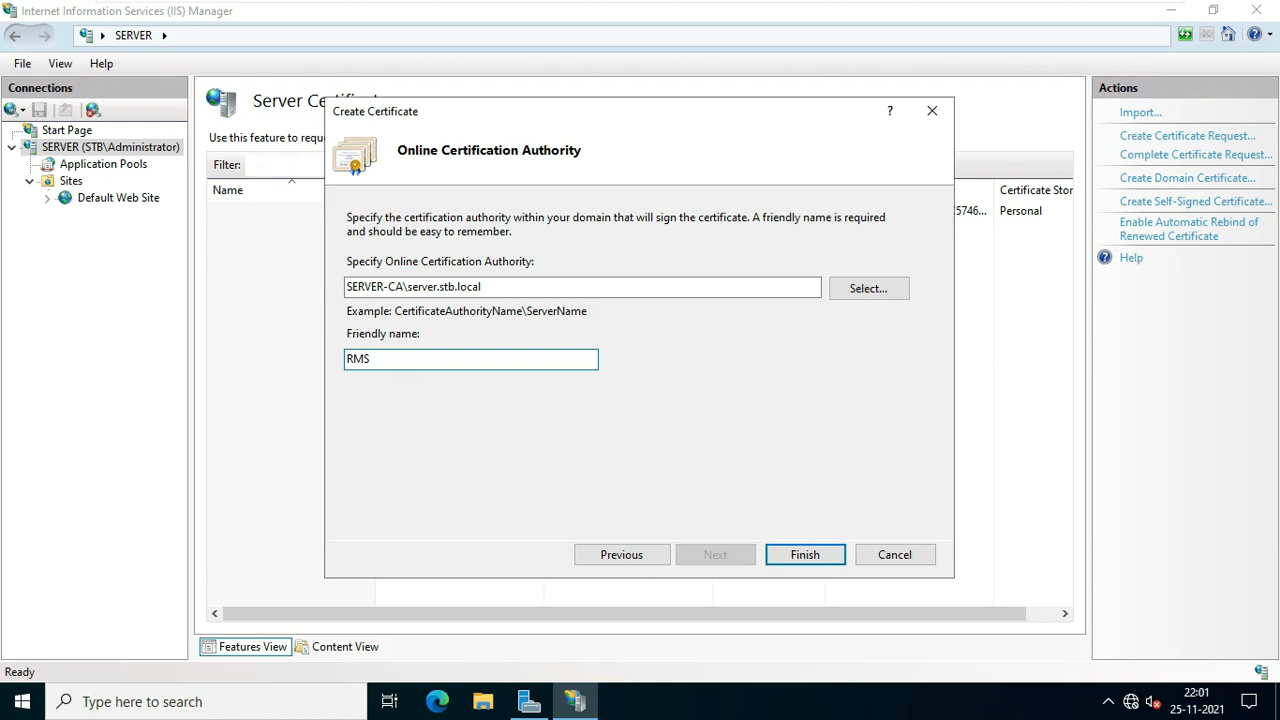 Internet Information Services (IIS) Manager
SERVER
File View Help
Connections
Start Page
SERVER (STB\Administrator)
Application Pools
Sites
Default Web Site
Use this feature to requ
Filter:
Name
Create Certificate
?
Online Certification Authority
Specify the certification authority within your domain that will sign the certificate. A friendly name is required
and should be easy to remember.
Specify Online Certification Authority:
SERVER-CA\server.stb.local
Select...
Example: CertificateAuthorityName\ServerName
Friendly name:
RMS
Previous Next Finish Cancel
Certificate Stor
5746... Personal
Features View Content View
Actions
Import...
Create Certificate Request...
Complete Certificate Request...
Create Domain Certificate...
Create Self-Signed Certificate...
Enable Automatic Rebind of
Renewed Certificate
Help
Ready
Type here to search
22:01
25-11-2021